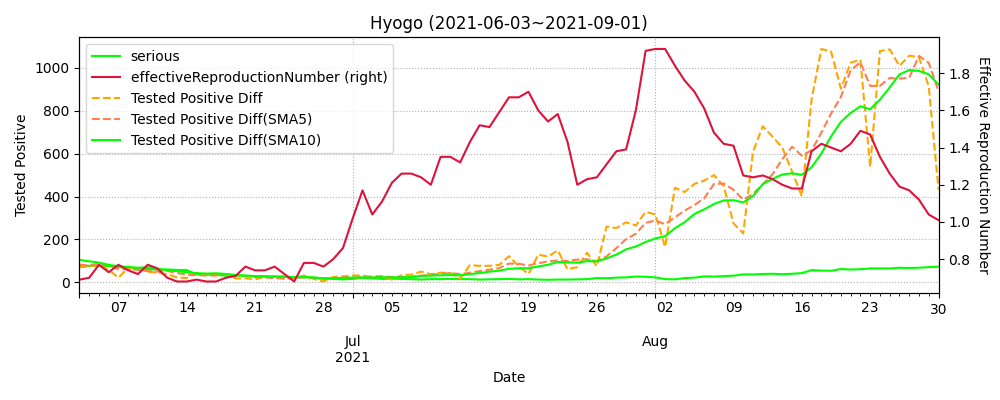 Hyogo (2021-06-03~2021-09-01)
serious
effectiveReproductionNumber (right)
Tested Positive Diff
Tested Positive Diff(SMA5)
Tested Positive Diff(SMA10)
Tested Positive
1000
800
600
400
200
0
Effective Reproduction Number
1.8
1.6
1.4
1.2
1.0
0.8
07 14 21 28 05 12 19 26 02 09 16 23 30
Jul Aug
2021
Date